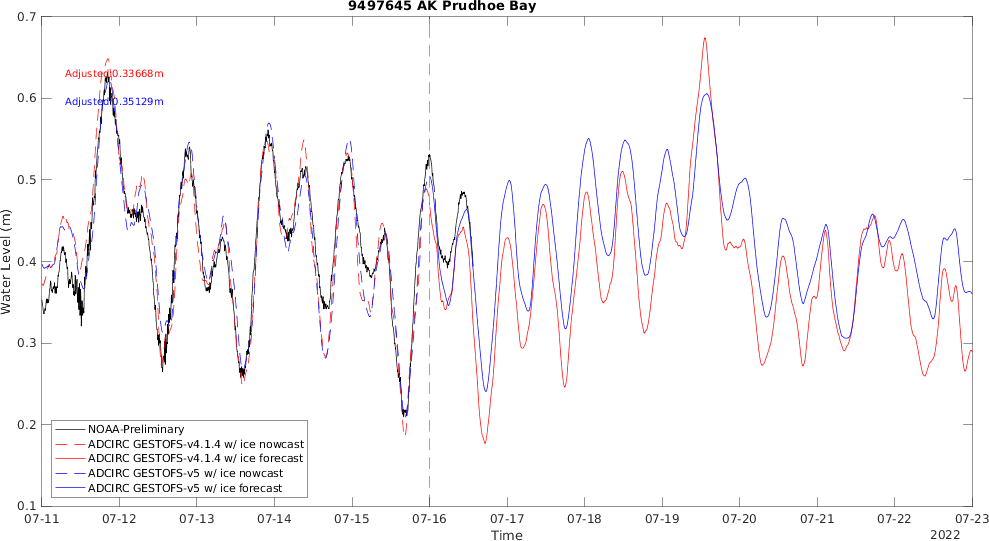 9497645 AK Prudhoe Bay
0.7
0.6
0.5
0.4
0.3
0.2
0.1
Water Level (m)
Adjusted 0.33668m
Adjusted 0.35129m
NOAA-Preliminary
ADCIRC GESTOFS-v4.1.4 w/ ice nowcast
ADCIRC GESTOFS-v4.1.4 w/ ice forecast
ADCIRC GESTOFS-v5 w/ ice nowcast
ADCIRC GESTOFS-v5 w/ ice forecast
07-11 07-12 07-13 07-14 07-15 07-16 07-17 07-18 07-19 07-20 07-21 07-22 07-23
Time
2022